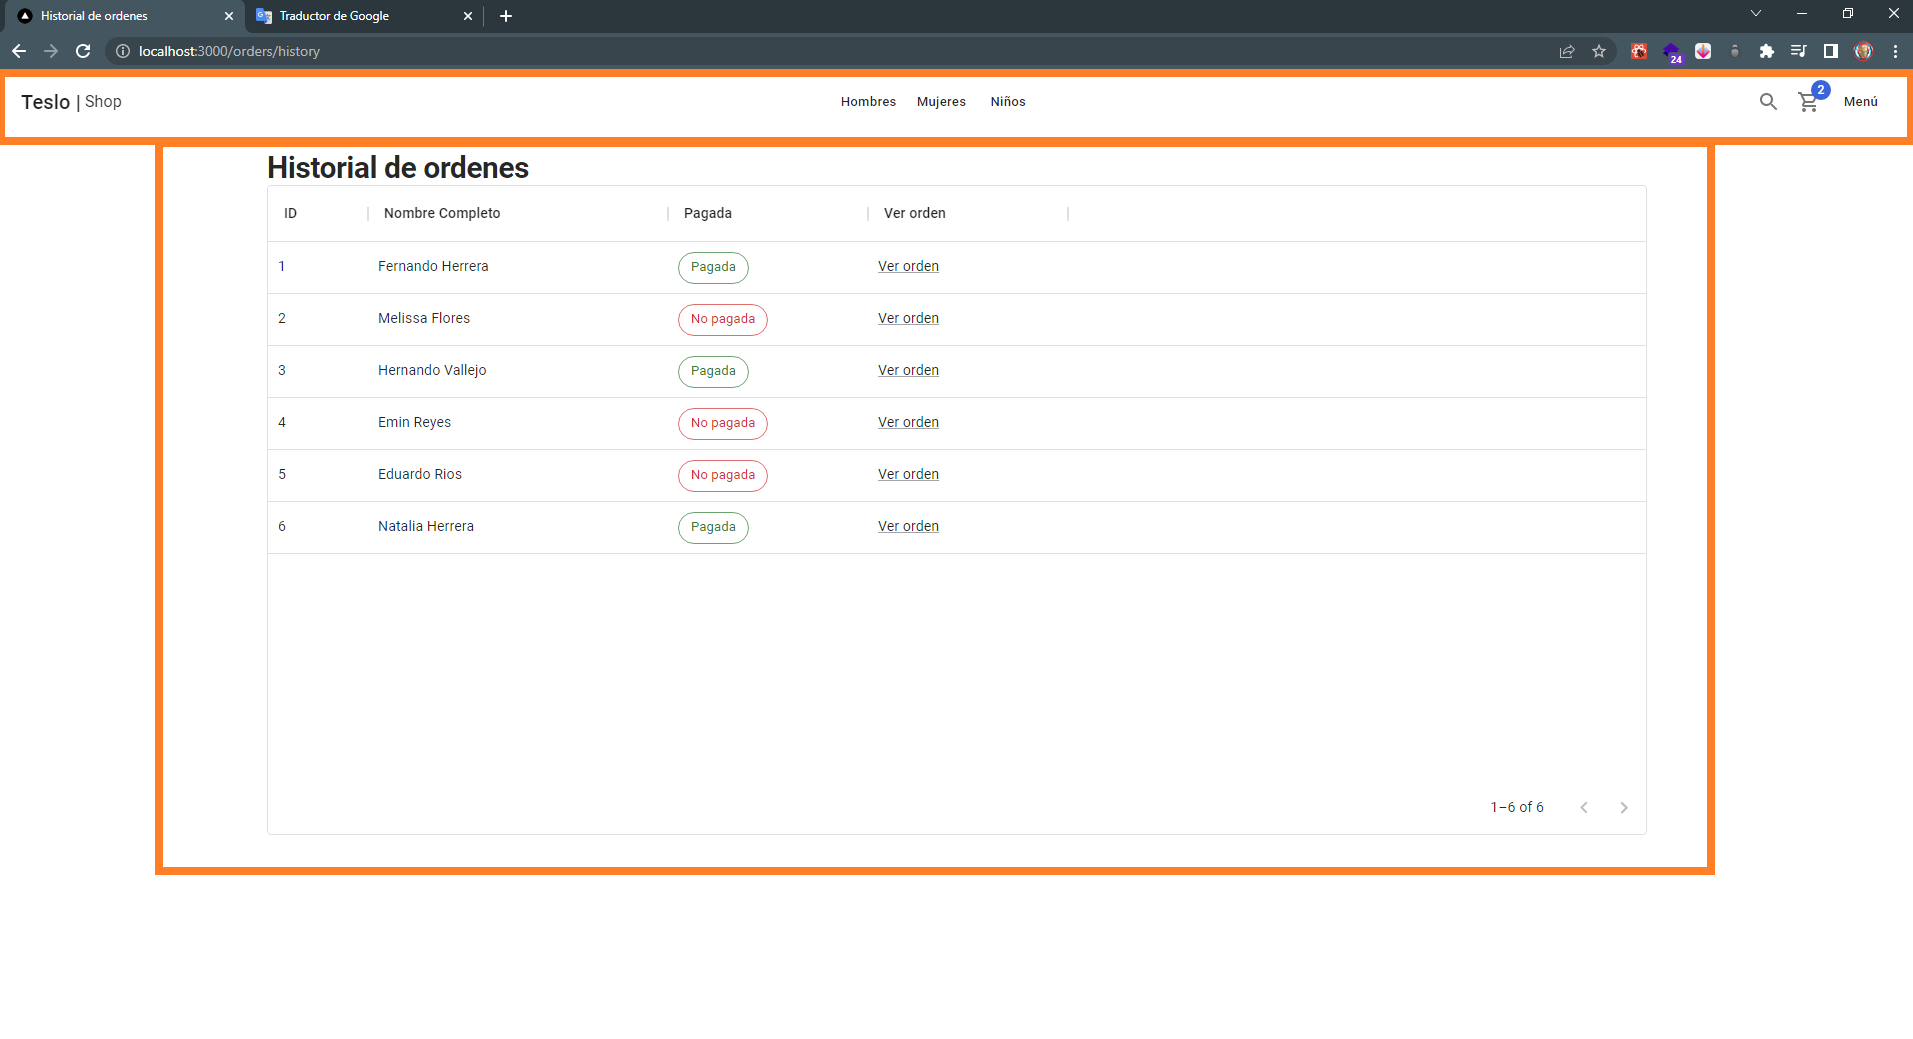 Historial de ordenes
Traductor de Google
localhost:3000/orders/history
24
Teslo | Shop
Hombres Mujeres Niños
2
Menú
Historial de ordenes
ID Nombre Completo Pagada Ver orden
1 Fernando Herrera Pagada Ver orden
2 Melissa Flores No pagada Ver orden
3 Hernando Vallejo Pagada Ver orden
4 Emin Reyes No pagada Ver orden
5 Eduardo Rios No pagada Ver orden
6 Natalia Herrera Pagada Ver orden
1–6 of 6